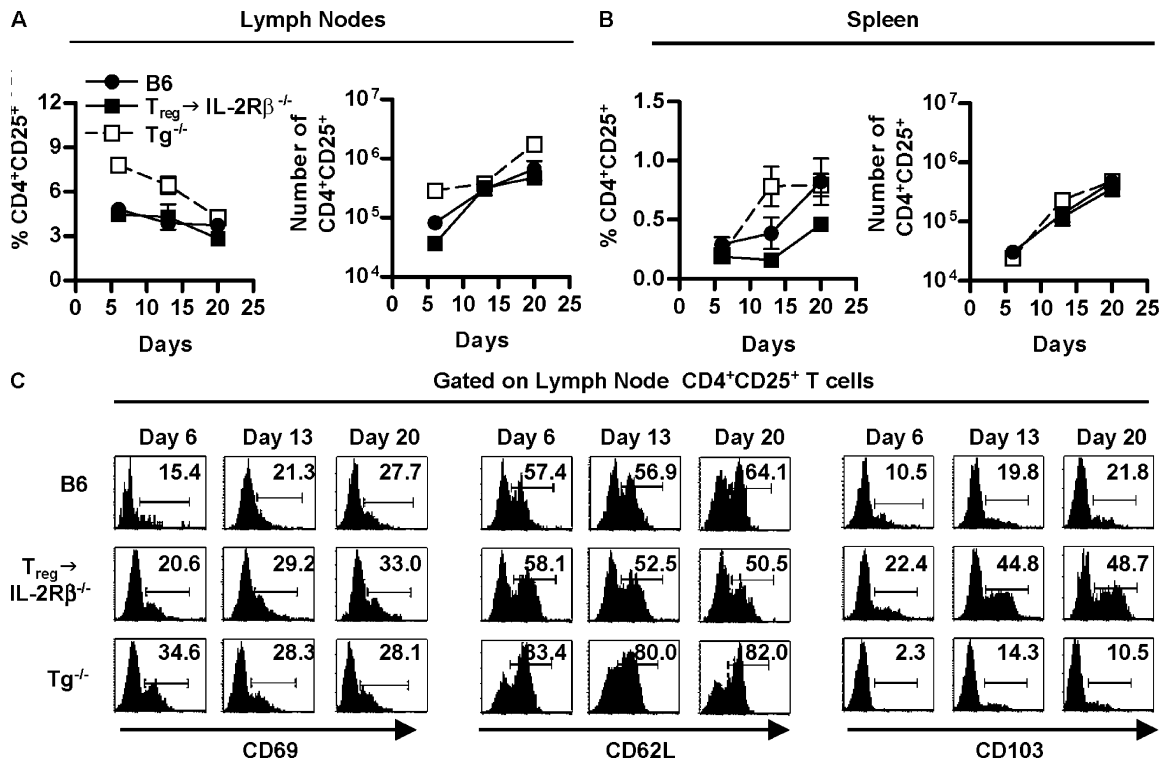 A Lymph Nodes
B Spleen
B6
Treg→ IL-2Rβ-/-
Tg-/-
% CD4+CD25+
12
9
6
3
0
0 5 10 15 20 25
Days
Number of
CD4+CD25+
10^7
10^6
10^5
10^4
0 5 10 15 20 25
Days
% CD4+CD25+
1.5
1.0
0.5
0.0
0 5 10 15 20 25
Days
Number of
CD4+CD25+
10^7
10^6
10^5
10^4
0 5 10 15 20 25
Days
C Gated on Lymph Node CD4+CD25+ T cells
Day 6 Day 13 Day 20 Day 6 Day 13 Day 20 Day 6 Day 13 Day 20
B6 15.4 21.3 27.7 57.4 56.9 64.1 10.5 19.8 21.8
Treg→
IL-2Rβ-/- 20.6 29.2 33.0 58.1 52.5 50.5 22.4 44.8 48.7
Tg-/- 34.6 28.3 28.1 83.4 80.0 82.0 2.3 14.3 10.5
CD69 CD62L CD103